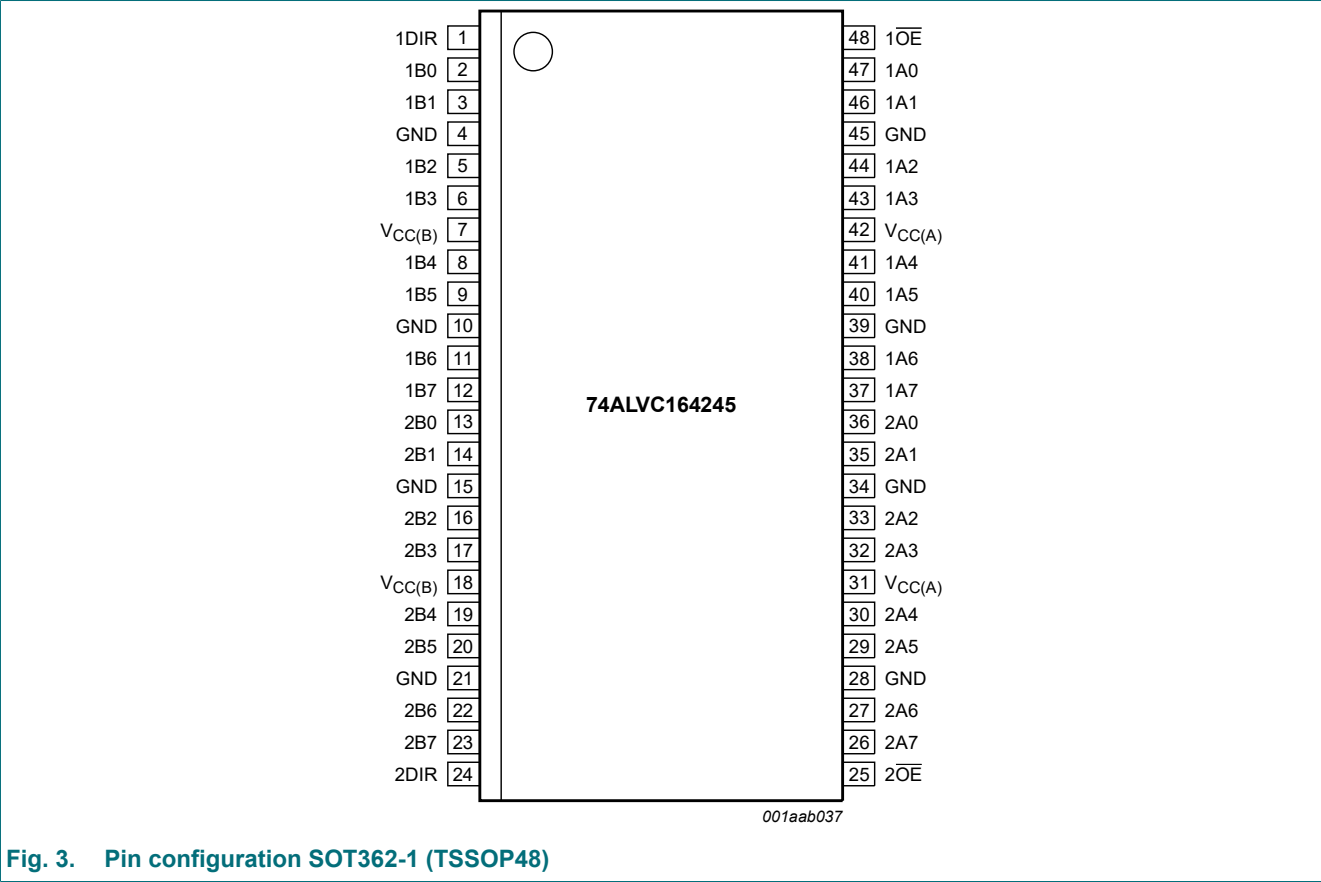 1DIR 1 48 1O̅E̅
1B0 2 47 1A0
1B1 3 46 1A1
GND 4 45 GND
1B2 5 44 1A2
1B3 6 43 1A3
VCC(B) 7 42 VCC(A)
1B4 8 41 1A4
1B5 9 40 1A5
GND 10 39 GND
1B6 11 38 1A6
1B7 12 37 1A7
74ALVC164245
2B0 13 36 2A0
2B1 14 35 2A1
GND 15 34 GND
2B2 16 33 2A2
2B3 17 32 2A3
VCC(B) 18 31 VCC(A)
2B4 19 30 2A4
2B5 20 29 2A5
GND 21 28 GND
2B6 22 27 2A6
2B7 23 26 2A7
2DIR 24 25 2O̅E̅
001aab037
Fig. 3. Pin configuration SOT362-1 (TSSOP48)